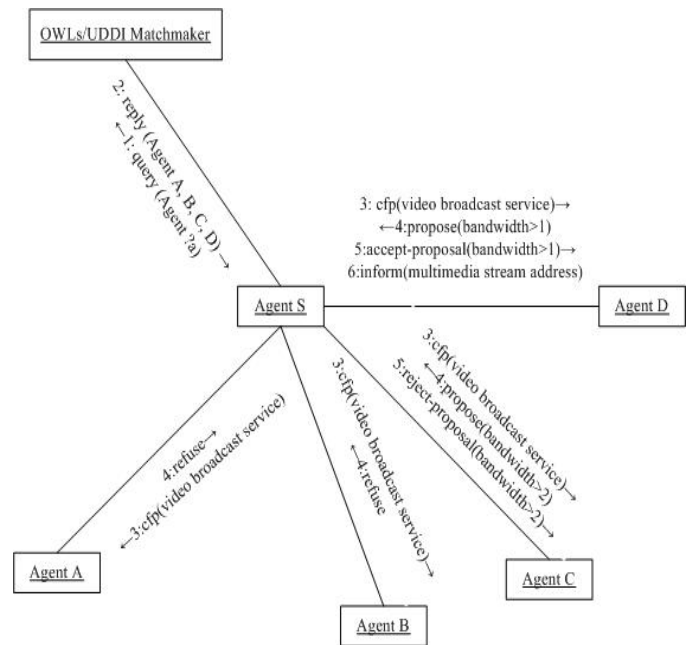 OWLs/UDDI Matchmaker
2: reply (Agent A, B, C, D) →
←1: query (Agent ?a)
3: cfp(video broadcast service)→
←4:propose(bandwidth>1)
5:accept-proposal(bandwidth>1)→
6:inform(multimedia stream address)
Agent S
Agent D
4:refuse→
←3:cfp(video broadcast service)
3:cfp(video broadcast service)→
←4:refuse
3:cfp(video broadcast service)→
←4:propose(bandwidth>2)
5:reject-proposal(bandwidth>2)→
Agent A
Agent B
Agent C